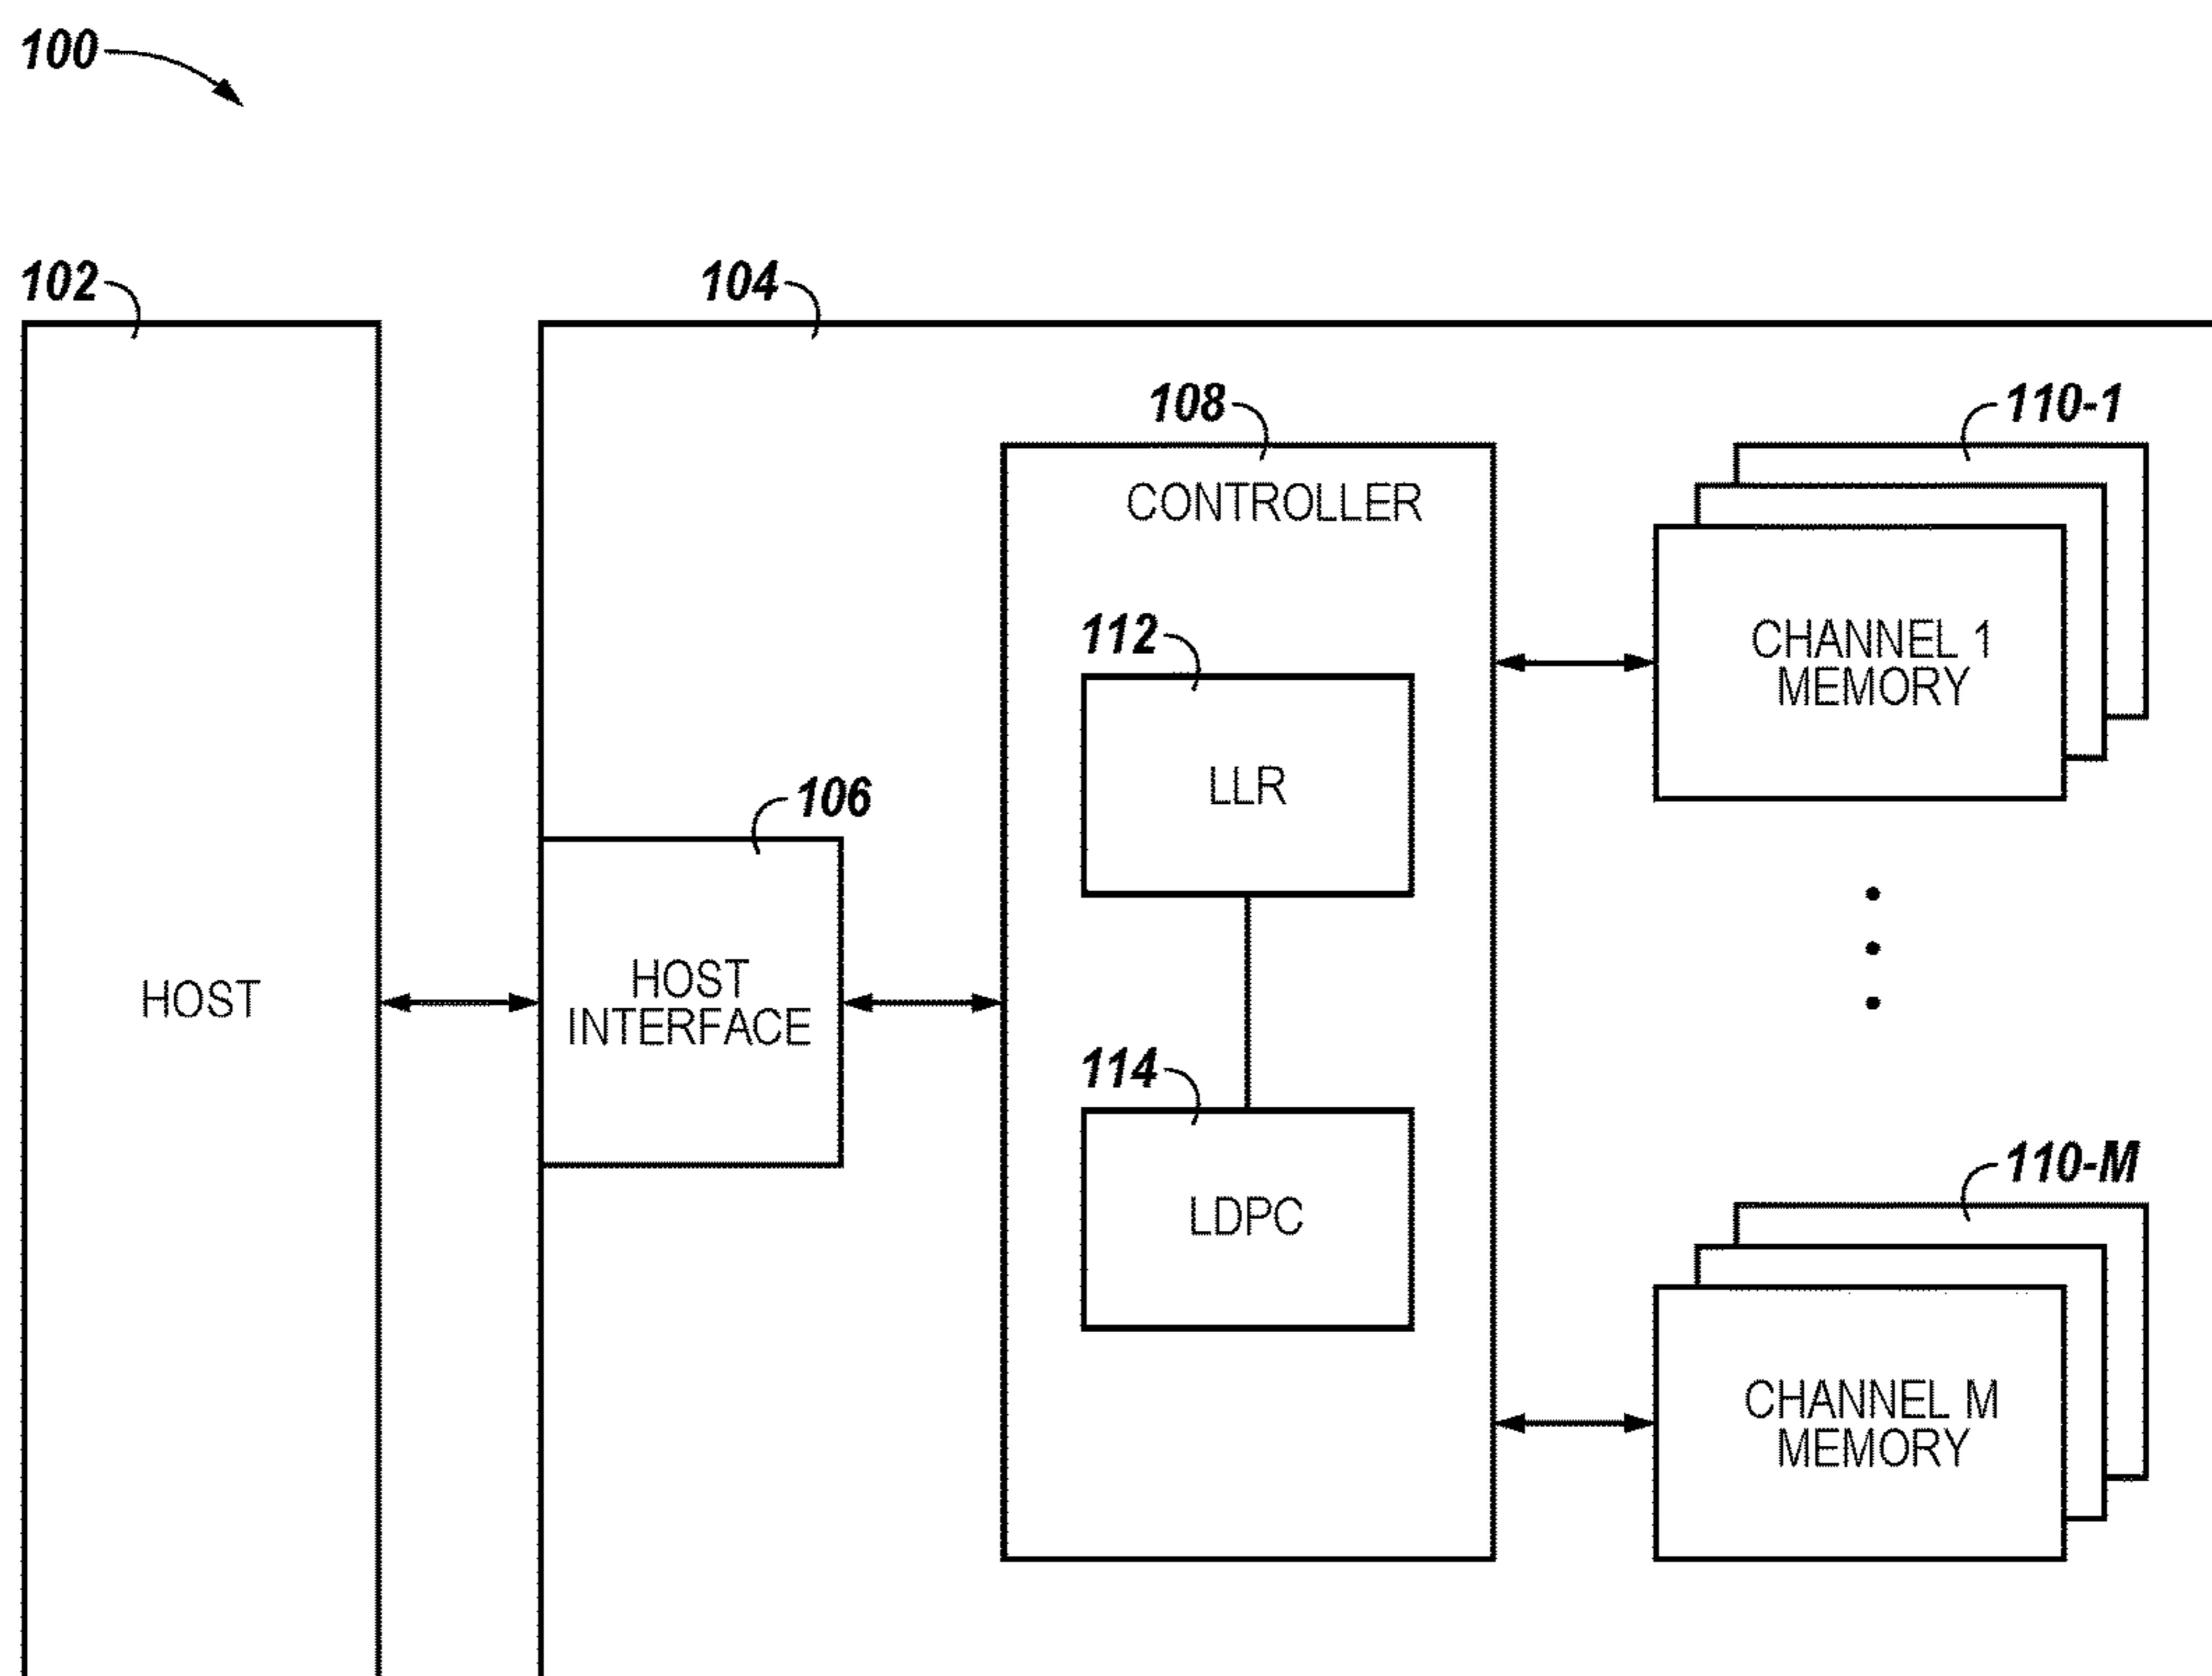 100
102
104
108
110-1
CONTROLLER
112
CHANNEL 1
MEMORY
LLR
106
HOST
HOST
INTERFACE
114
110-M
LDPC
CHANNEL M
MEMORY